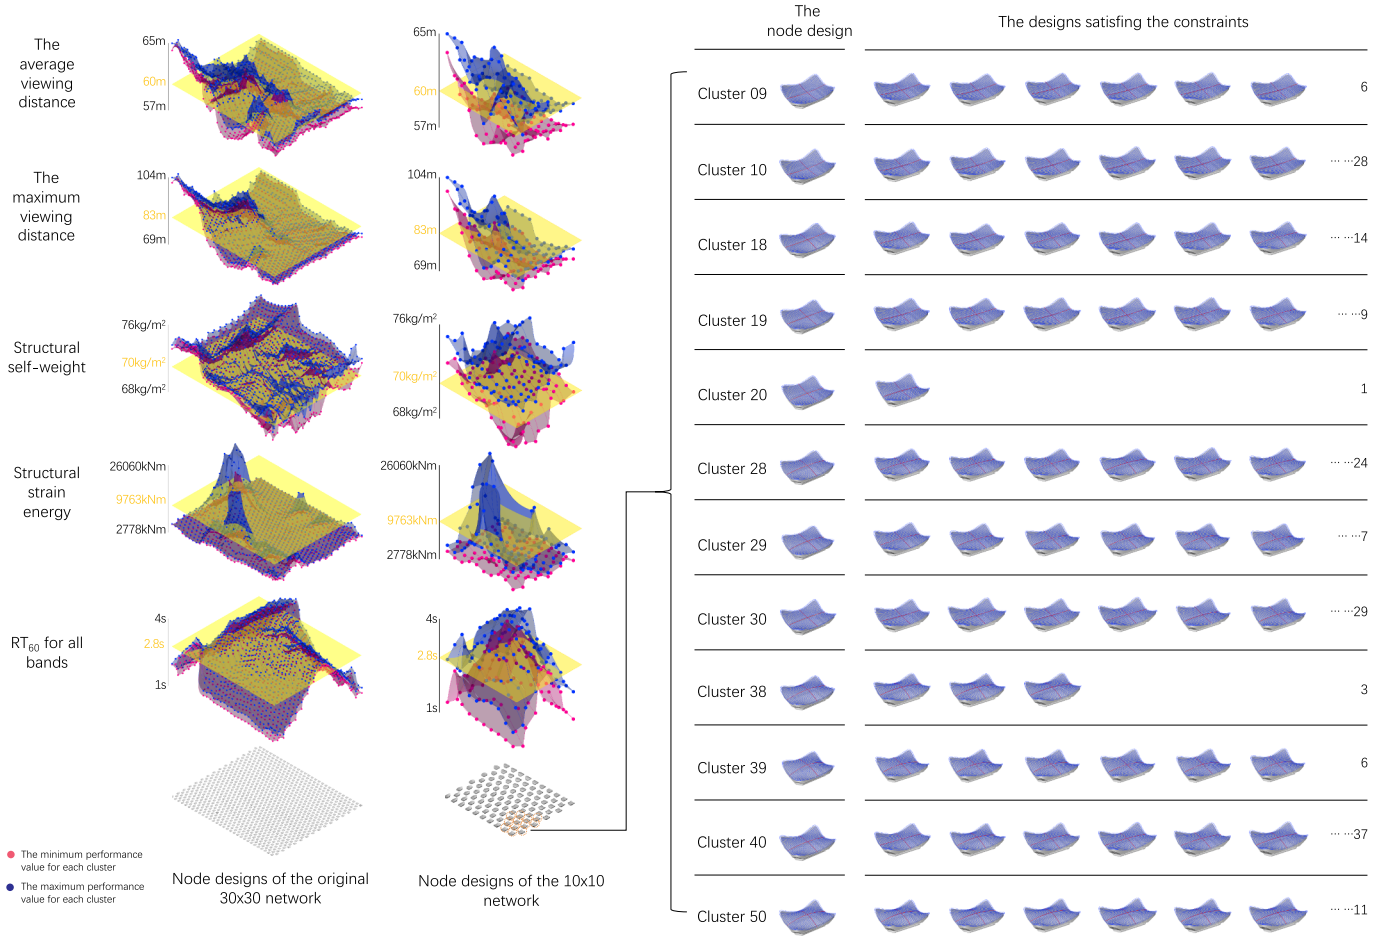 The
average
viewing
distance
65m
60m
57m
65m
60m
57m
The
maximum
viewing
distance
104m
83m
69m
104m
83m
69m
Structural
self-weight
76kg/m²
70kg/m²
68kg/m²
76kg/m²
70kg/m²
68kg/m²
Structural
strain
energy
26060kNm
9763kNm
2778kNm
26060kNm
9763kNm
2778kNm
RT60 for all
bands
4s
2.8s
1s
4s
2.8s
1s
The minimum performance
value for each cluster
The maximum performance
value for each cluster
Node designs of the original
30x30 network
Node designs of the 10x10
network
The
node design
The designs satisfing the constraints
Cluster 09
6
Cluster 10
... ...28
Cluster 18
... ...14
Cluster 19
... ...9
Cluster 20
1
Cluster 28
... ...24
Cluster 29
... ...7
Cluster 30
... ...29
Cluster 38
3
Cluster 39
6
Cluster 40
... ...37
Cluster 50
... ...11